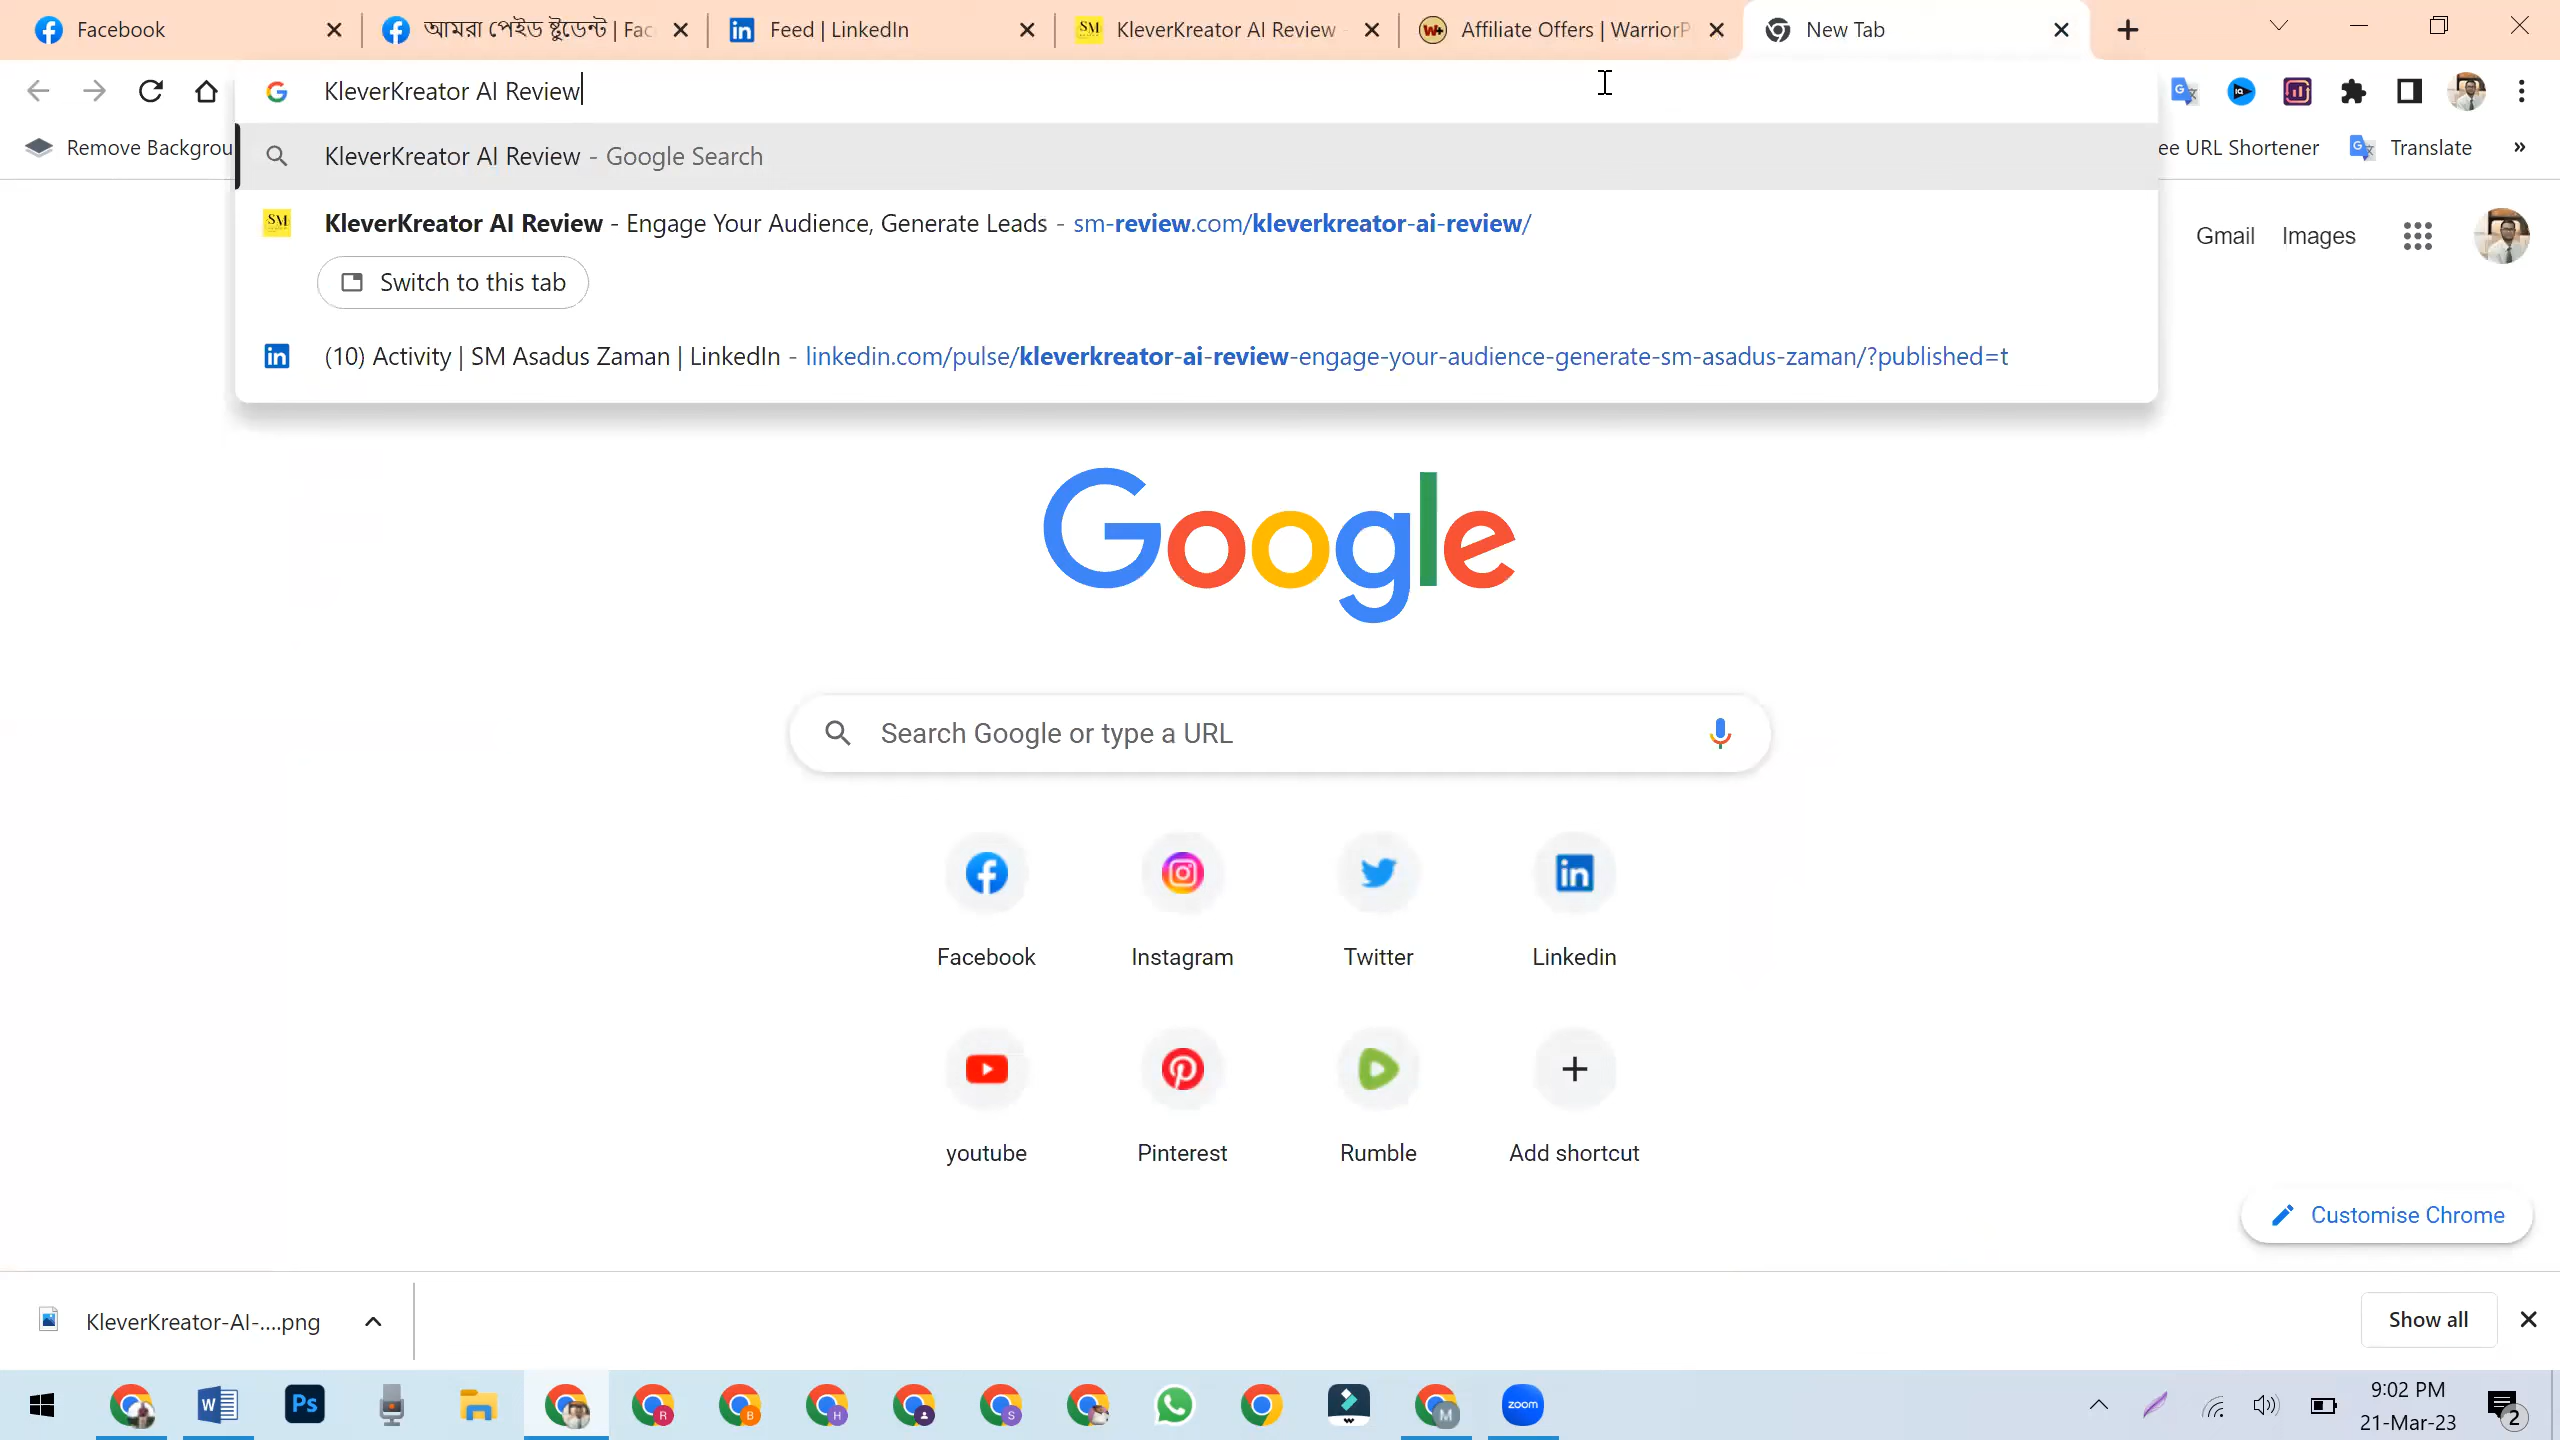 Facebook
আমরা পেইড ষ্টুডেন্ট | Fac
Feed | LinkedIn
KleverKreator AI Review
Affiliate Offers | WarriorP
New Tab
KleverKreator AI Review
Remove Backgrou
KleverKreator AI Review - Google Search
ee URL Shortener
Translate
»
SM
KleverKreator AI Review - Engage Your Audience, Generate Leads - sm-review.com/kleverkreator-ai-review/
Gmail
Images
Switch to this tab
(10) Activity | SM Asadus Zaman | LinkedIn - linkedin.com/pulse/kleverkreator-ai-review-engage-your-audience-generate-sm-asadus-zaman/?published=t
Google
Search Google or type a URL
Facebook
Instagram
Twitter
Linkedin
youtube
Pinterest
Rumble
Add shortcut
Customise Chrome
KleverKreator-AI-....png
Show all
Ps
zoom
9:02 PM
21-Mar-23
2